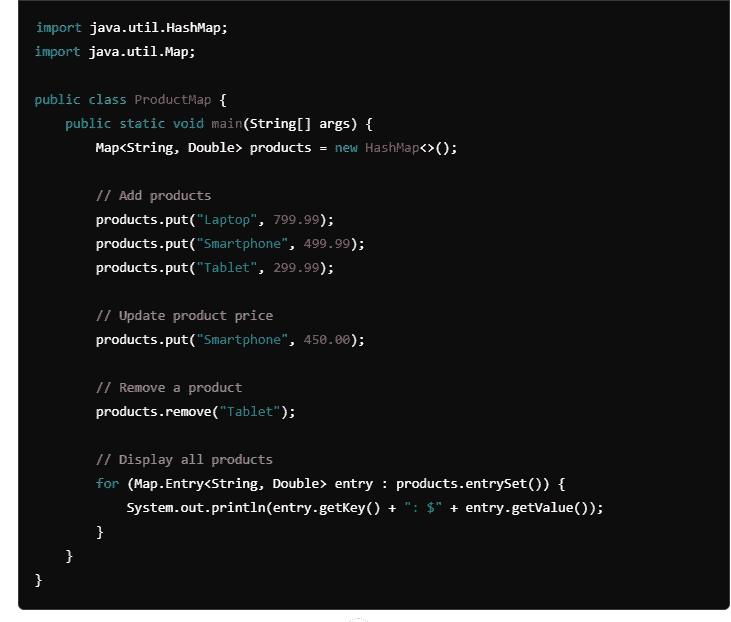 import java.util.HashMap;
import java.util.Map;
public class ProductMap {
public static void main(String[] args) {
Map<String, Double> products = new HashMap<>();
// Add products
products.put("Laptop", 799.99);
products.put("Smartphone", 499.99);
products.put("Tablet", 299.99);
// Update product price
products.put("Smartphone", 450.00);
// Remove a product
products.remove("Tablet");
// Display all products
for (Map.Entry<String, Double> entry : products.entrySet()) {
System.out.println(entry.getKey() + ": $" + entry.getValue());
}
}
}